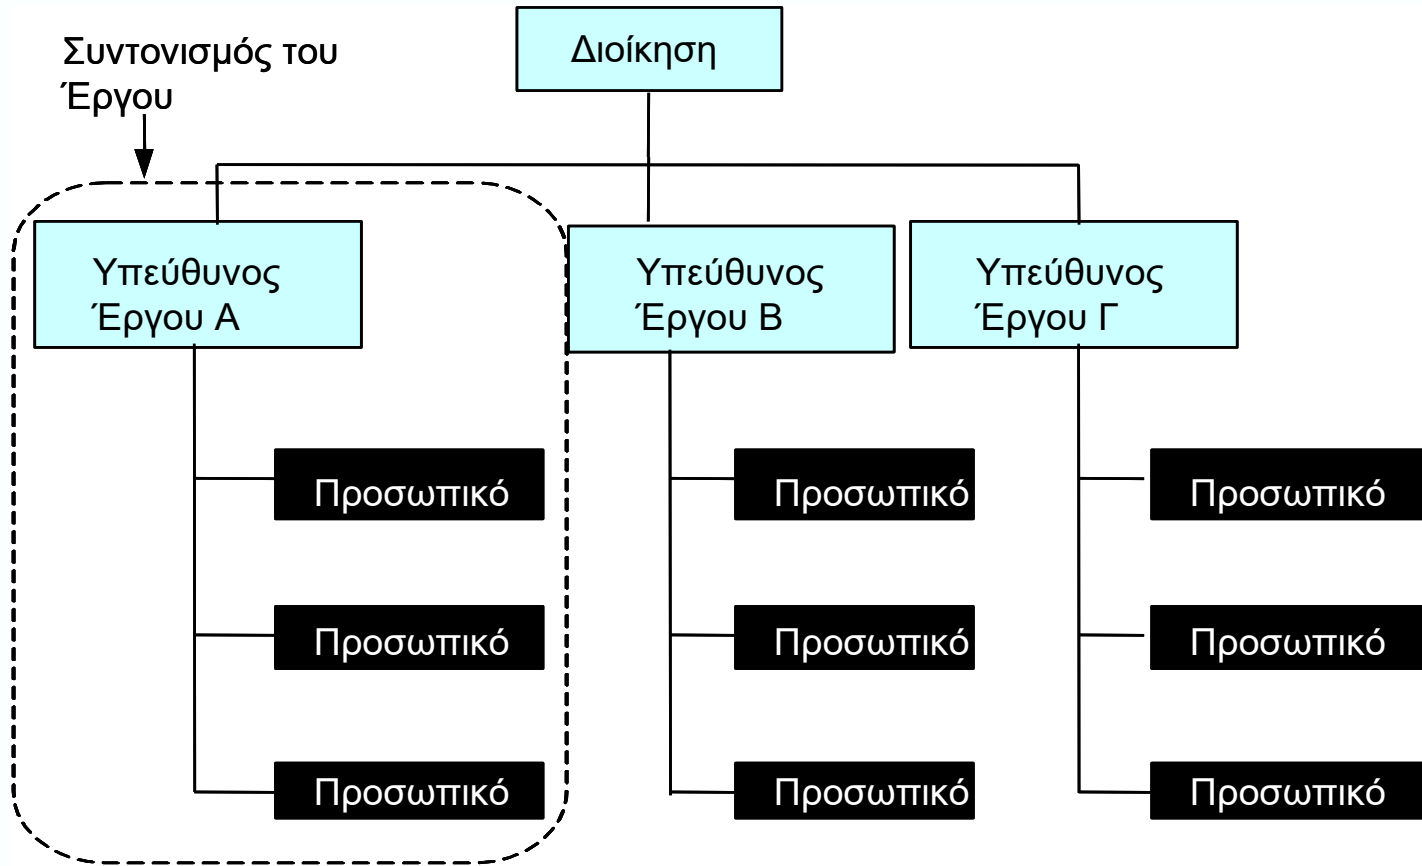 Συντονισμός του
Έργου
Διοίκηση
Υπεύθυνος
Έργου Α
Υπεύθυνος
Έργου Β
Υπεύθυνος
Έργου Γ
Προσωπικό
Προσωπικό
Προσωπικό
Προσωπικό
Προσωπικό
Προσωπικό
Προσωπικό
Προσωπικό
Προσωπικό